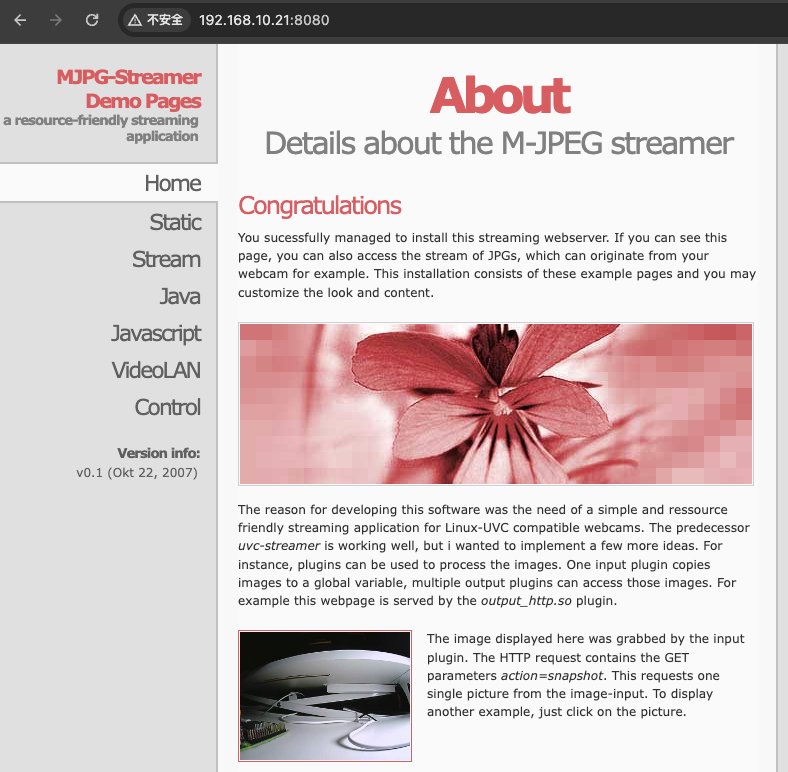 不安全
192.168.10.21:8080
MJPG-Streamer
Demo Pages
a resource-friendly streaming
application
Home
Static
Stream
Java
Javascript
VideoLAN
Control
Version info:
v0.1 (Okt 22, 2007)
About
Details about the M-JPEG streamer
Congratulations
You sucessfully managed to install this streaming webserver. If you can see this
page, you can also access the stream of JPGs, which can originate from your
webcam for example. This installation consists of these example pages and you may
customize the look and content.
The reason for developing this software was the need of a simple and ressource
friendly streaming application for Linux-UVC compatible webcams. The predecessor
uvc-streamer is working well, but i wanted to implement a few more ideas. For
instance, plugins can be used to process the images. One input plugin copies
images to a global variable, multiple output plugins can access those images. For
example this webpage is served by the output_http.so plugin.
The image displayed here was grabbed by the input
plugin. The HTTP request contains the GET
parameters action=snapshot. This requests one
single picture from the image-input. To display
another example, just click on the picture.